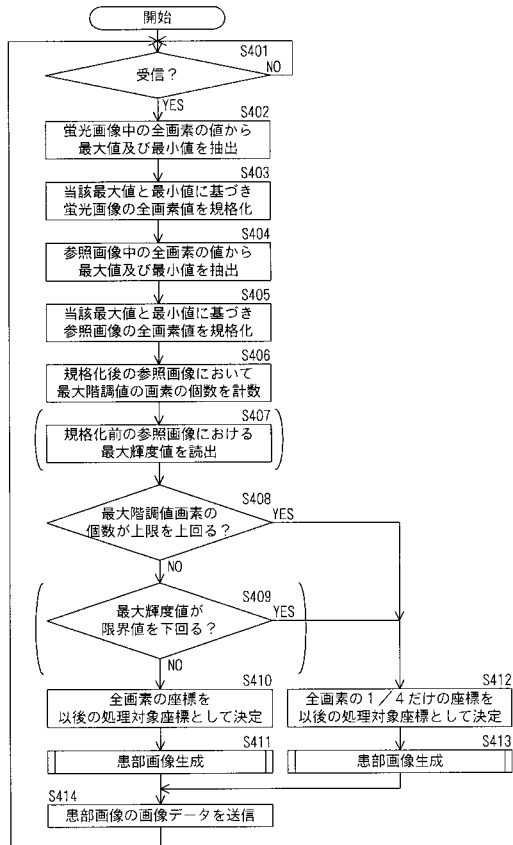 開始
S401
受信？
NO
YES
S402
蛍光画像中の全画素の値から
最大値及び最小値を抽出
S403
当該最大値と最小値に基づき
蛍光画像の全画素値を規格化
S404
参照画像中の全画素の値から
最大値及び最小値を抽出
S405
当該最大値と最小値に基づき
参照画像の全画素値を規格化
S406
規格化後の参照画像において
最大階調値の画素の個数を計数
S407
規格化前の参照画像における
最大輝度値を読出
S408
最大階調値画素の
個数が上限を上回る？
YES
NO
S409
最大輝度値が
限界値を下回る？
YES
NO
S410
全画素の座標を
以後の処理対象座標として決定
S411
患部画像生成
S412
全画素の１／４だけの座標を
以後の処理対象座標として決定
S413
患部画像生成
S414
患部画像の画像データを送信